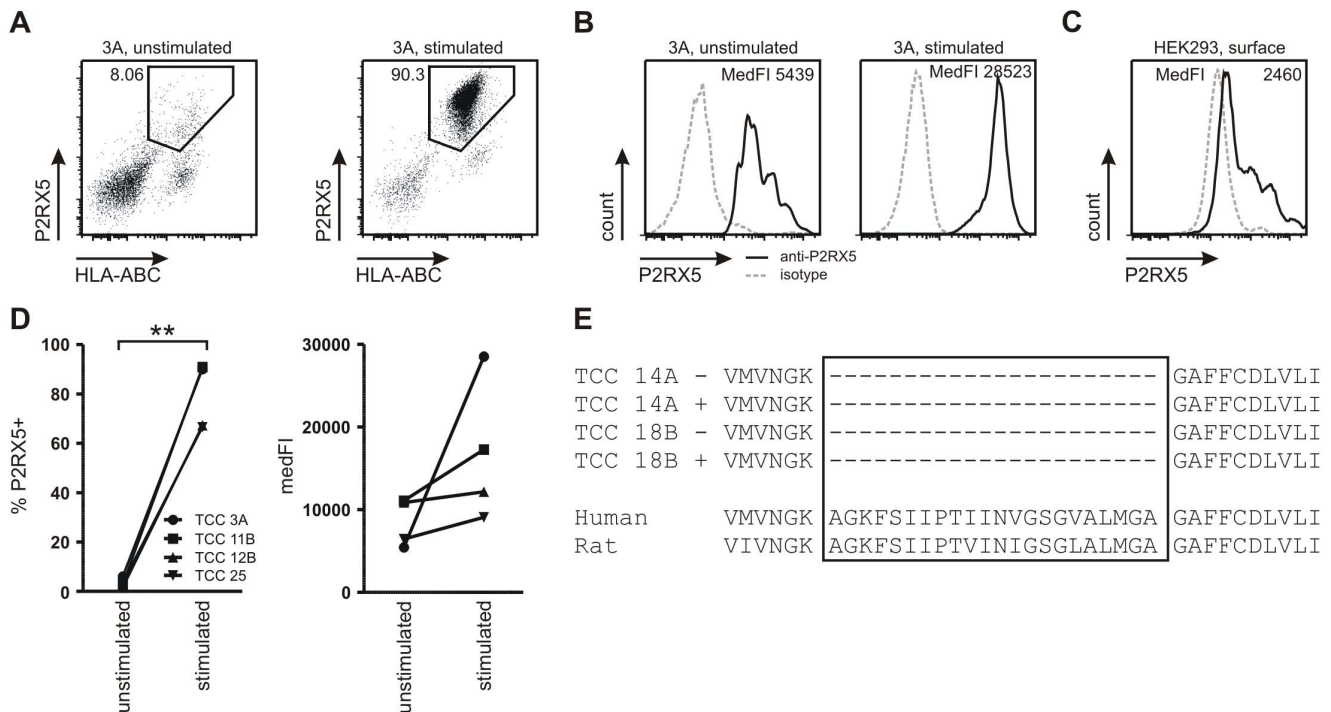 A
3A, unstimulated
8.06
P2RX5
HLA-ABC
3A, stimulated
90.3
P2RX5
HLA-ABC
B
3A, unstimulated
MedFI 5439
count
P2RX5
3A, stimulated
MedFI 28523
count
anti-P2RX5
isotype
C
HEK293, surface
MedFI 2460
count
P2RX5
D
**
% P2RX5+
100
80
60
40
20
0
TCC 3A
TCC 11B
TCC 12B
TCC 25
unstimulated
stimulated
medFI
30000
20000
10000
0
unstimulated
stimulated
E
TCC 14A - VMVNGK ---------------------- GAFFCDLVLI
TCC 14A + VMVNGK ---------------------- GAFFCDLVLI
TCC 18B - VMVNGK ---------------------- GAFFCDLVLI
TCC 18B + VMVNGK ---------------------- GAFFCDLVLI
Human VMVNGK AGKFSIIPTIINVGSGVALMGA GAFFCDLVLI
Rat VIVNGK AGKFSIIPTVINIGSGLALMGA GAFFCDLVLI